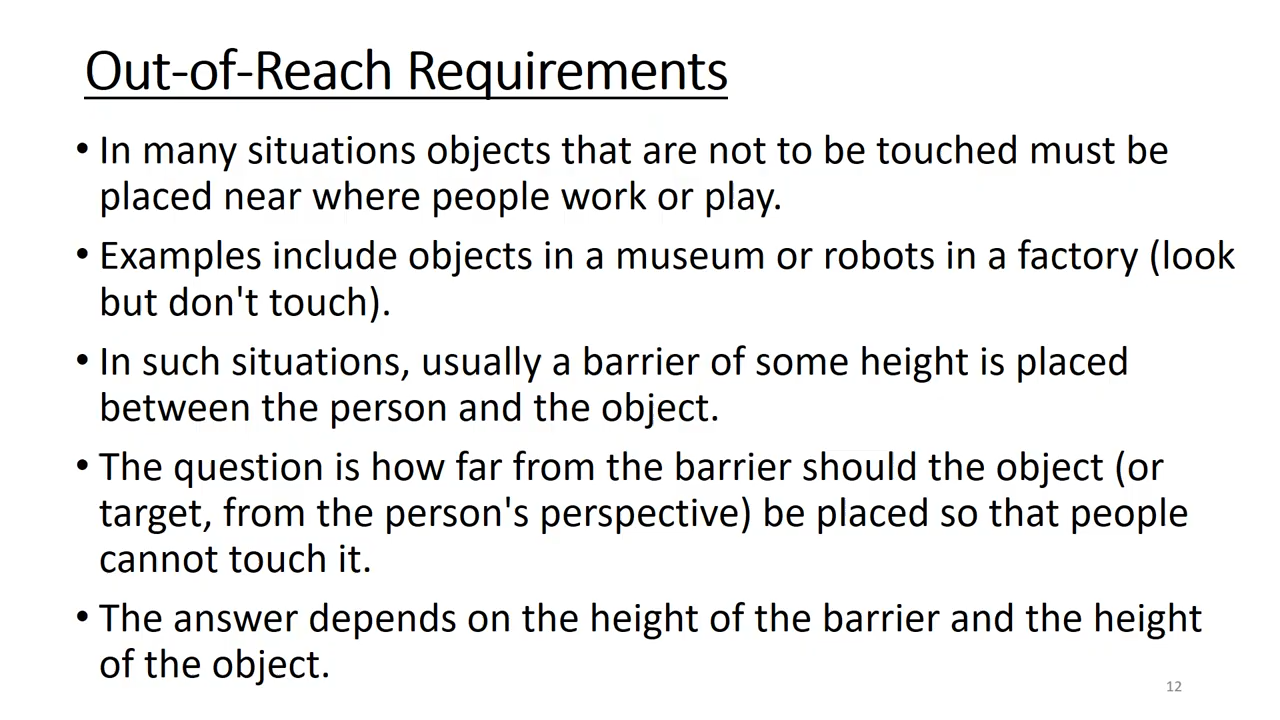 Out-of-Reach Requirements
• In many situations objects that are not to be touched must be
placed near where people work or play.
• Examples include objects in a museum or robots in a factory (look
but don't touch).
• In such situations, usually a barrier of some height is placed
between the person and the object.
• The question is how far from the barrier should the object (or
target, from the person's perspective) be placed so that people
cannot touch it.
• The answer depends on the height of the barrier and the height
of the object.
12